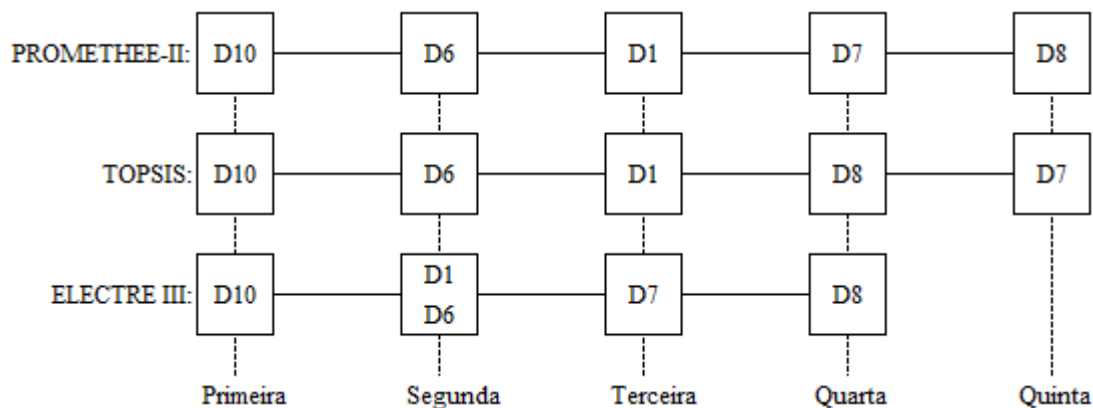 PROMETHEE-II: D10 D6 D1 D7 D8
TOPSIS: D10 D6 D1 D8 D7
ELECTRE III: D10 D1 D7 D8
D6
Primeira Segunda Terceira Quarta Quinta